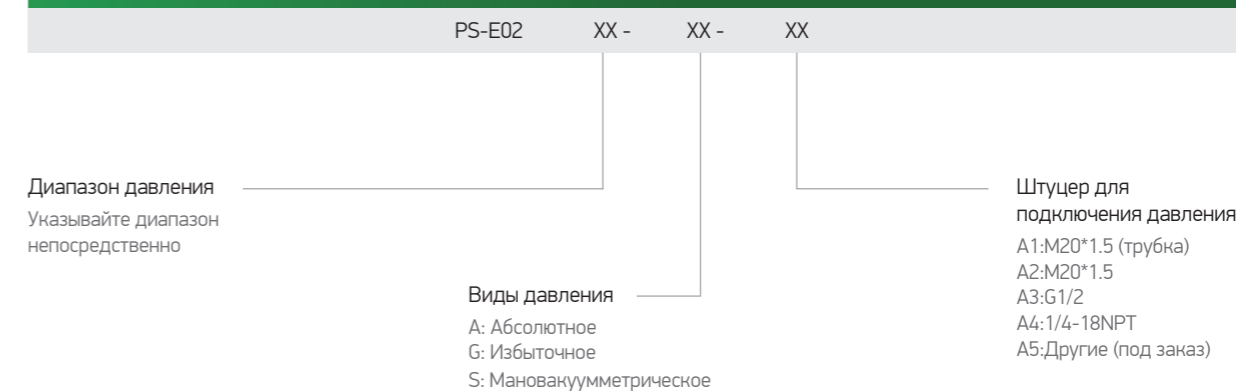 PS-E02 XX - XX - XX
Диапазон давления
Указывайте диапазон
непосредственно
Виды давления
А: Абсолютное
G: Избыточное
S: Мановакуумметрическое
Штуцер для
подключения давления
A1:M20*1.5 (трубка)
A2:M20*1.5
A3:G1/2
A4:1/4-18NPT
A5:Другие (под заказ)